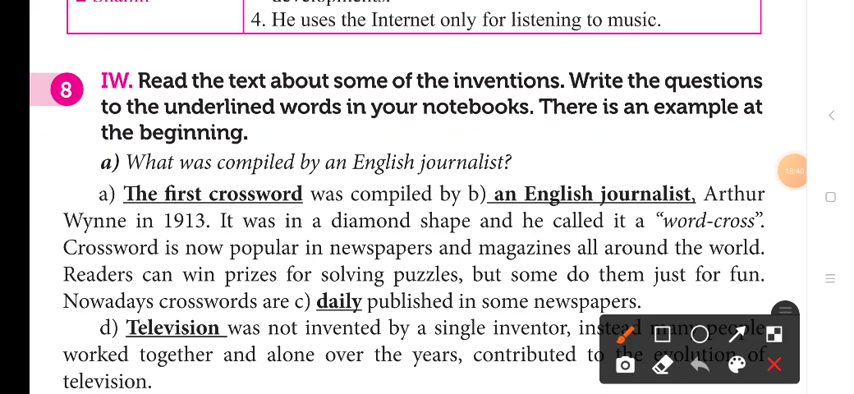 4. He uses the Internet only for listening to music.
8
IW. Read the text about some of the inventions. Write the questions
to the underlined words in your notebooks. There is an example at
the beginning.
a) What was compiled by an English journalist?
a) The first crossword was compiled by b) an English journalist, Arthur
Wynne in 1913. It was in a diamond shape and he called it a “word-cross”.
Crossword is now popular in newspapers and magazines all around the world.
Readers can win prizes for solving puzzles, but some do them just for fun.
Nowadays crosswords are c) daily published in some newspapers.
d) Television was not invented by a single inventor, instead many people
worked together and alone over the years, contributed to the evolution of
television.